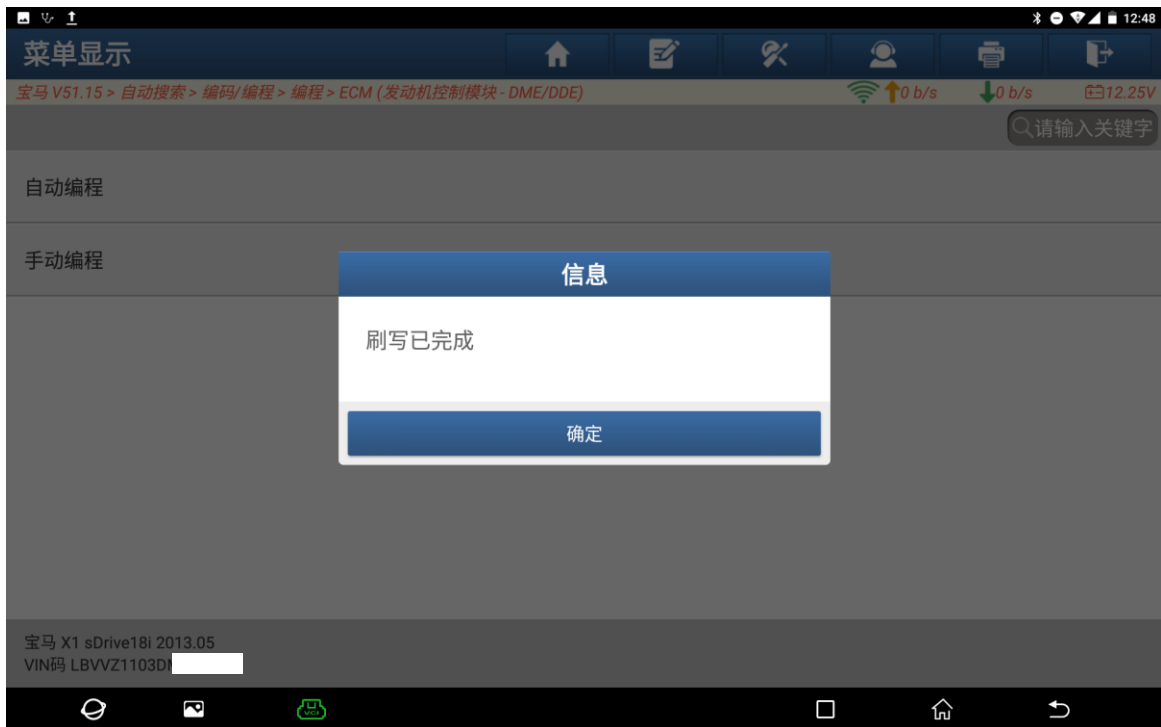 12:48
菜单显示
宝马 V51.15 > 自动搜索 > 编码/编程 > 编程 > ECM (发动机控制模块 - DME/DDE)
0 b/s
0 b/s
12.25V
请输入关键字
自动编程
手动编程
信息
刷写已完成
确定
宝马 X1 sDrive18i 2013.05
VIN码 LBVVZ1103D
VCI